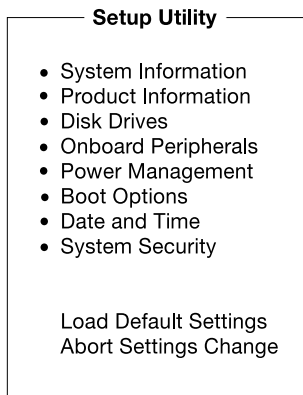 Setup Utility
• System Information
• Product Information
• Disk Drives
• Onboard Peripherals
• Power Management
• Boot Options
• Date and Time
• System Security
Load Default Settings
Abort Settings Change